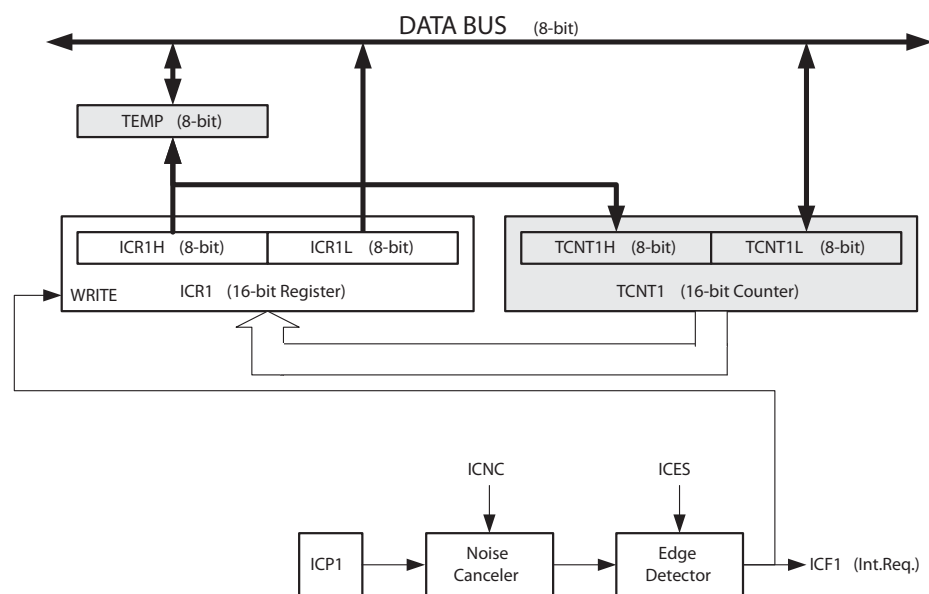 DATA BUS (8-bit)
TEMP (8-bit)
ICR1H (8-bit)
ICR1L (8-bit)
TCNT1H (8-bit)
TCNT1L (8-bit)
WRITE
ICR1 (16-bit Register)
TCNT1 (16-bit Counter)
ICNC
ICES
ICP1
Noise
Canceler
Edge
Detector
ICF1 (Int.Req.)